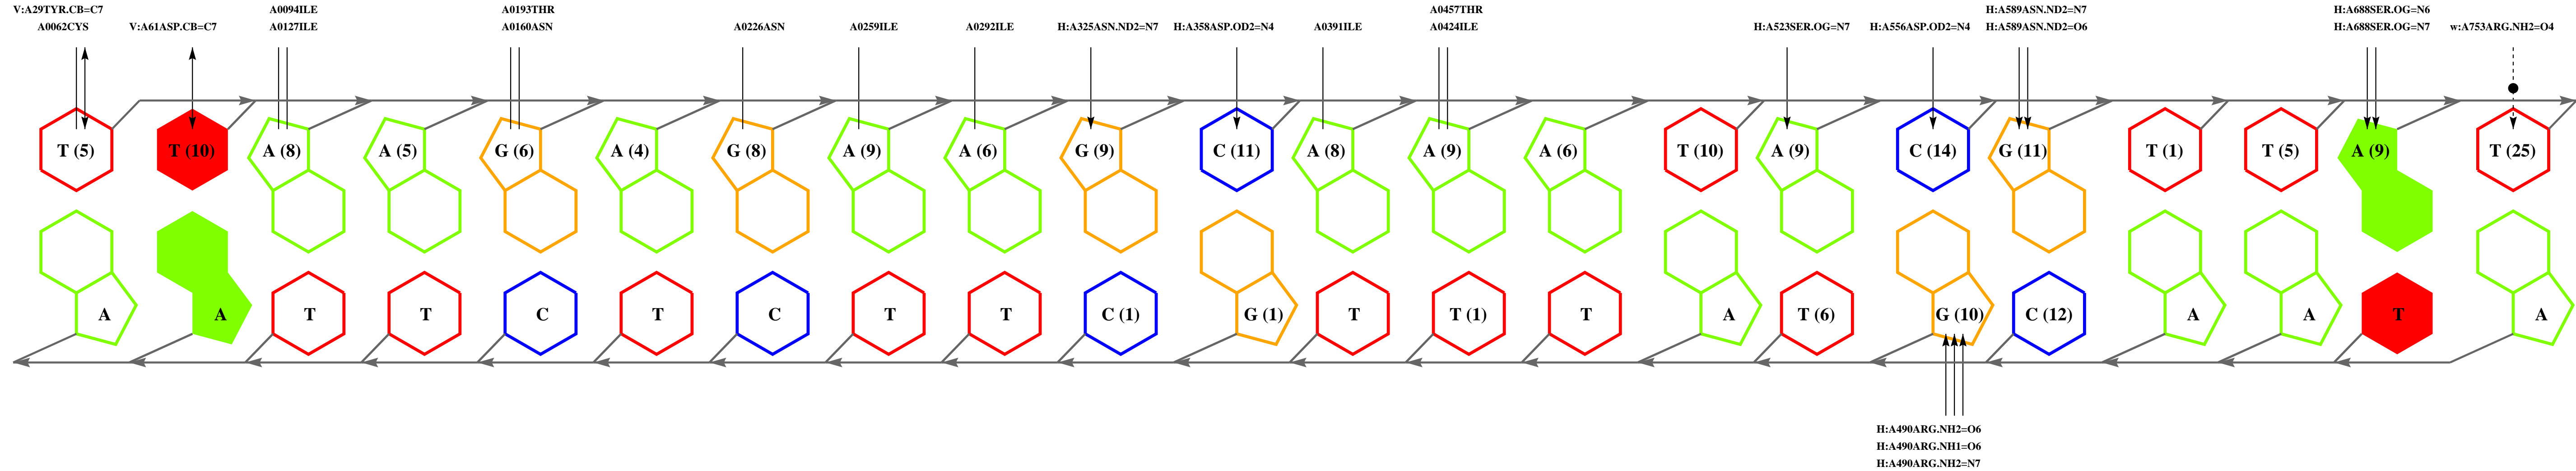 V:A29TYR.CB=C7
A0062CYS
V:A61ASP.CB=C7
A0094ILE
A0127ILE
A0193THR
A0160ASN
A0226ASN
A0259ILE
A0292ILE
H:A325ASN.ND2=N7
H:A358ASP.OD2=N4
A0391ILE
A0457THR
A0424ILE
H:A523SER.OG=N7
H:A556ASP.OD2=N4
H:A589ASN.ND2=N7
H:A589ASN.ND2=O6
H:A688SER.OG=N6
H:A688SER.OG=N7
w:A753ARG.NH2=O4
T (5) T (10) A (8) A (5) G (6) A (4) G (8) A (9) A (6) G (9) C (11) A (8) A (9) A (6) T (10) A (9) C (14) G (11) T (1) T (5) A (9) T (25)
A A T T C T C T T C (1) G (1) T T (1) T A T (6) G (10) C (12) A A T A
H:A490ARG.NH2=O6
H:A490ARG.NH1=O6
H:A490ARG.NH2=N7